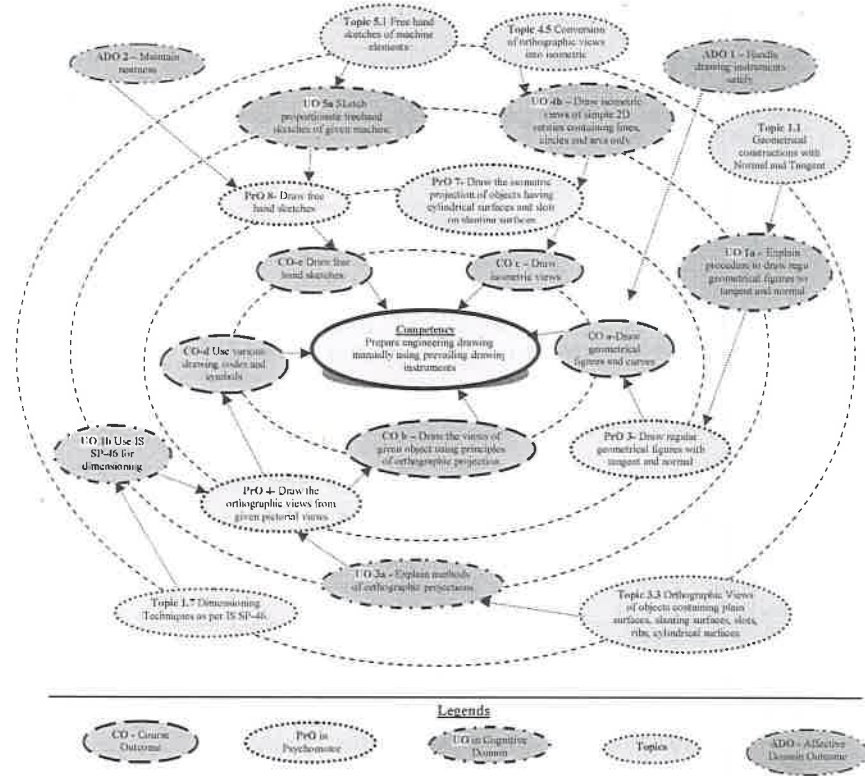 Topic 5.1 Free hand
sketches of machine
elements
Topic 4.5 Conversion
of orthographic views
into isometric
ADO 2 – Maintain
neatness
ADO 1 – Handle
drawing instruments
safely
UO 5a Sketch
proportionate freehand
sketches of given machine
UO 4b – Draw isometric
views of simple 2D
entities containing lines,
circles and arcs only
Topic 1.1
Geometrical
constructions with
Normal and Tangent
PrO 8- Draw free
hand sketches
PrO 7- Draw the isometric
projection of objects having
cylindrical surfaces and slots
on slanting surfaces
UO 1a – Explain
procedure to draw regu
geometrical figures
tangent and normal
CO-e Draw free
hand sketches
CO c – Draw
isometric views
Competency
Prepare engineering drawing
manually using prevailing drawing
instruments
CO-d Use various
drawing codes and
symbols
CO a-Draw
geometrical
figures and curves
UO 1b Use IS
SP-46 for
dimensioning
CO b – Draw the views of
given object using principles
of orthographic projection
PrO 3- Draw regular
geometrical figures with
tangent and normal
PrO 4- Draw the
orthographic views from
given pictorial views
UO 3a - Explain methods
of orthographic projections
Topic 1.7 Dimensioning
Techniques as per IS SP-46.
Topic 3.3 Orthographic Views
of objects containing plain
surfaces, slanting surfaces, slots,
ribs, cylindrical surfaces
Legends
CO - Course
Outcome
PrO in
Psychomotor
UO in Cognitive
Domain
Topics
ADO - Affective
Domain Outcome